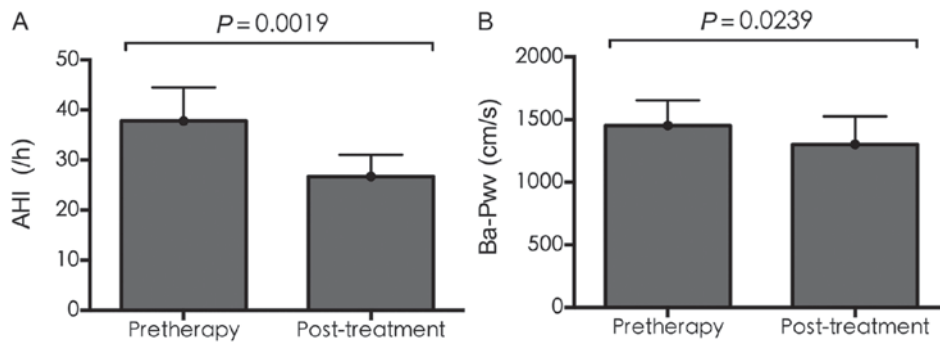 A
P = 0.0019
AHI (/h)
50
40
30
20
10
0
Pretherapy
Post-treatment
B
P = 0.0239
Ba-Pwv (cm/s)
2000
1500
1000
500
0
Pretherapy
Post-treatment